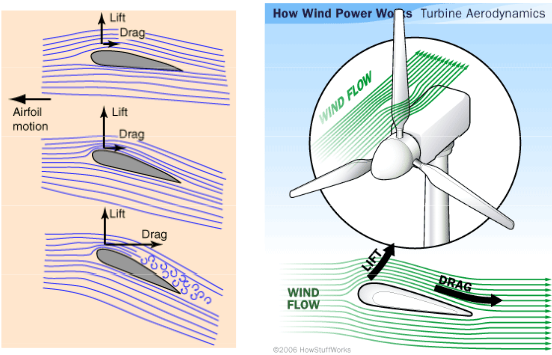 Lift
Drag
Airfoil
motion
Lift
Drag
Lift
Drag
How Wind Power Works Turbine Aerodynamics
WIND FLOW
LIFT
DRAG
WIND
FLOW
©2006 HowStuffWorks